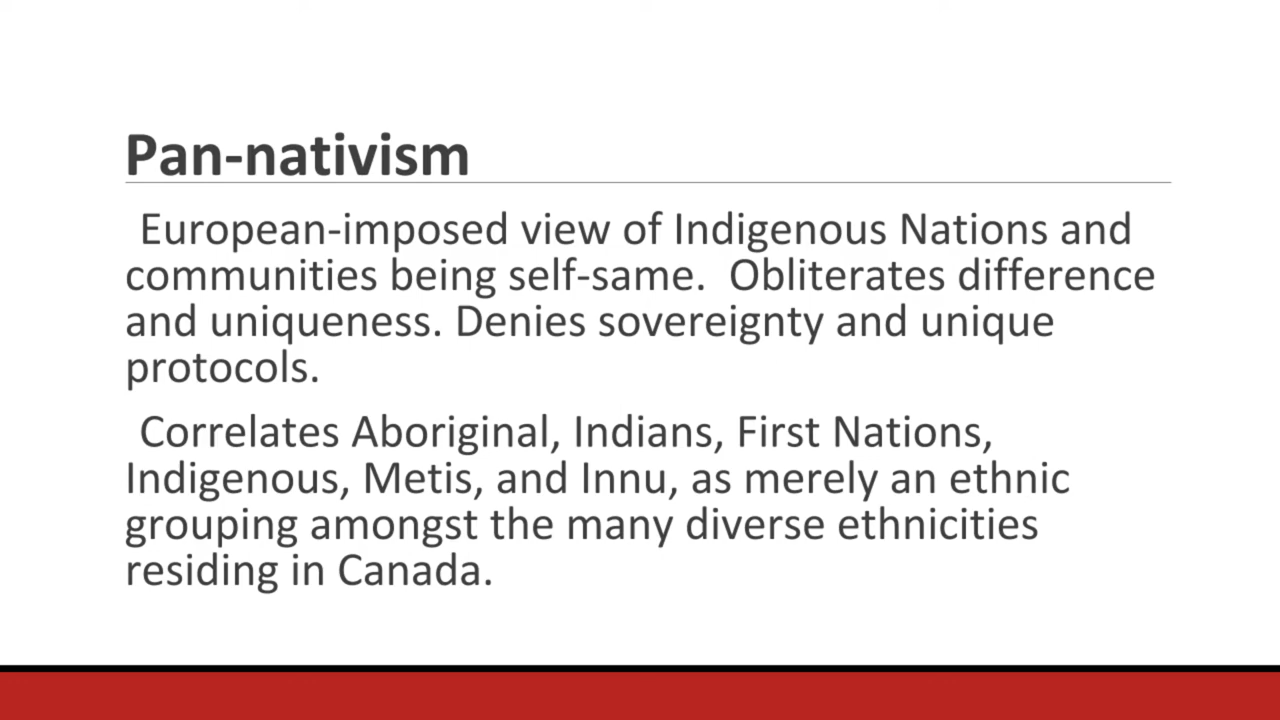 Pan-nativism
European-imposed view of Indigenous Nations and
communities being self-same.  Obliterates difference
and uniqueness. Denies sovereignty and unique
protocols.
Correlates Aboriginal, Indians, First Nations,
Indigenous, Metis, and Innu, as merely an ethnic
grouping amongst the many diverse ethnicities
residing in Canada.